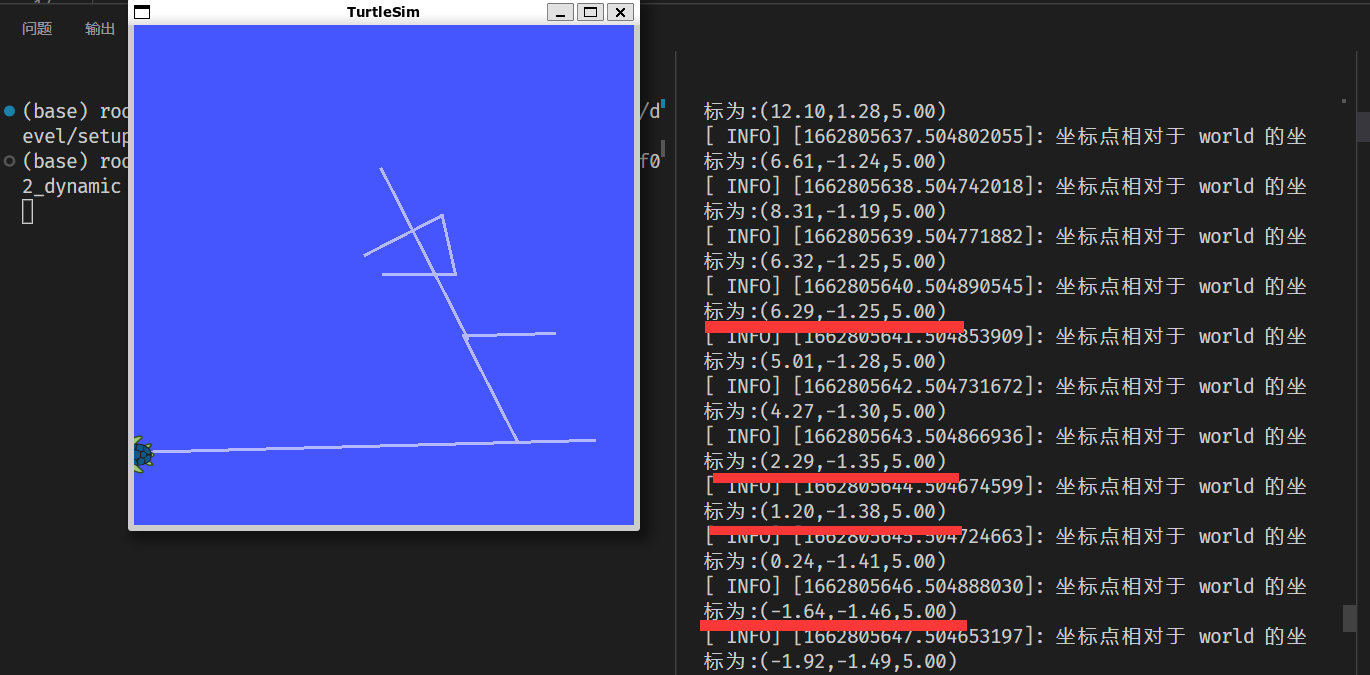 TurtleSim
问题 输出
(base) roo
/d
evel/setup
(base) roo
f0
2_dynamic
标为:(12.10,1.28,5.00)
[ INFO] [1662805637.504802055]: 坐标点相对于 world 的坐
标为:(6.61,-1.24,5.00)
[ INFO] [1662805638.504742018]: 坐标点相对于 world 的坐
标为:(8.31,-1.19,5.00)
[ INFO] [1662805639.504771882]: 坐标点相对于 world 的坐
标为:(6.32,-1.25,5.00)
[ INFO] [1662805640.504890545]: 坐标点相对于 world 的坐
标为:(6.29,-1.25,5.00)
[ INFO] [1662805641.504853909]: 坐标点相对于 world 的坐
标为:(5.01,-1.28,5.00)
[ INFO] [1662805642.504731672]: 坐标点相对于 world 的坐
标为:(4.27,-1.30,5.00)
[ INFO] [1662805643.504866936]: 坐标点相对于 world 的坐
标为:(2.29,-1.35,5.00)
[ INFO] [1662805644.504674599]: 坐标点相对于 world 的坐
标为:(1.20,-1.38,5.00)
[ INFO] [1662805645.504724663]: 坐标点相对于 world 的坐
标为:(0.24,-1.41,5.00)
[ INFO] [1662805646.504888030]: 坐标点相对于 world 的坐
标为:(-1.64,-1.46,5.00)
[ INFO] [1662805647.504653197]: 坐标点相对于 world 的坐
标为:(-1.92,-1.49,5.00)